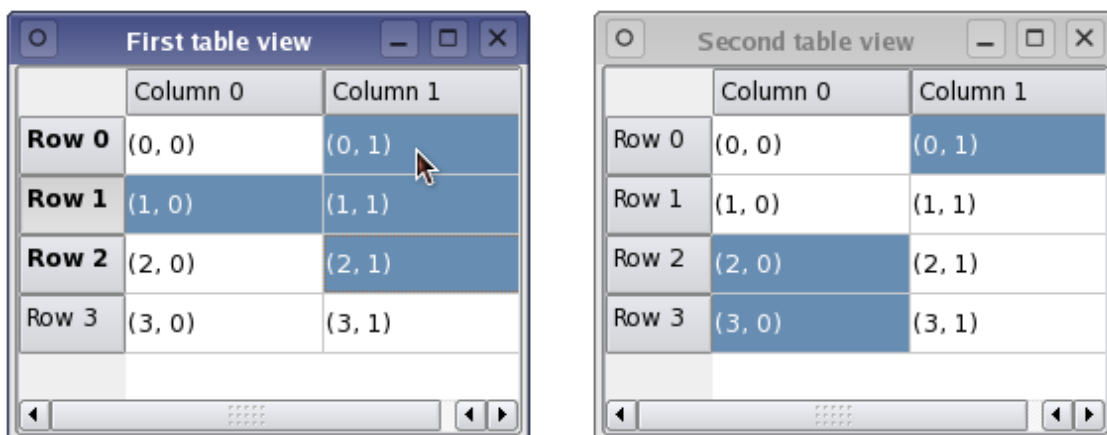 First table view
Column 0 Column 1
Row 0 (0, 0) (0, 1)
Row 1 (1, 0) (1, 1)
Row 2 (2, 0) (2, 1)
Row 3 (3, 0) (3, 1)
Second table view
Column 0 Column 1
Row 0 (0, 0) (0, 1)
Row 1 (1, 0) (1, 1)
Row 2 (2, 0) (2, 1)
Row 3 (3, 0) (3, 1)